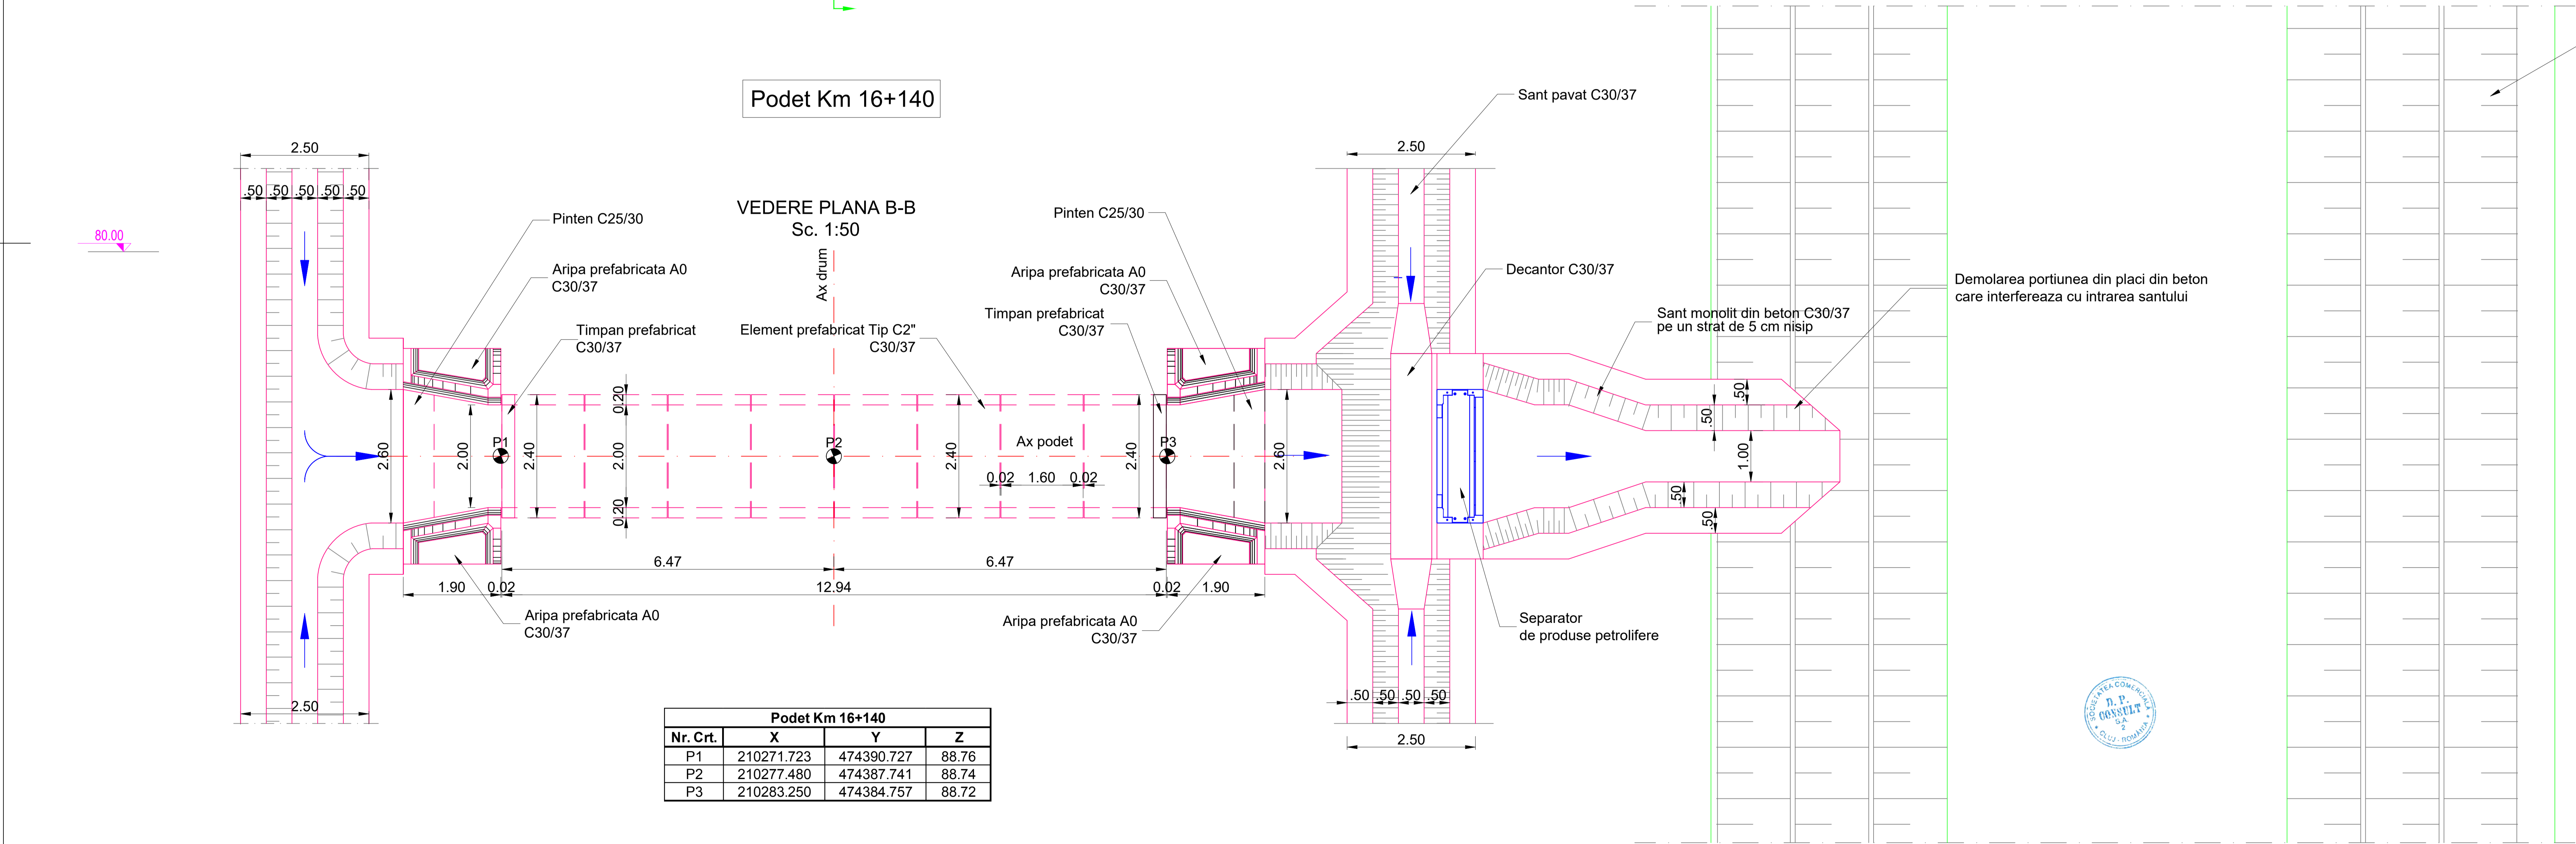 Podet Km 16+140
VEDERE PLANA B-B
Sc. 1:50
80.00
2.50
.50 .50 .50 .50 .50
Pinten C25/30
Aripa prefabricata A0
C30/37
Timpan prefabricat
C30/37
Ax drum
Element prefabricat Tip C2"
C30/37
Pinten C25/30
Aripa prefabricata A0
C30/37
Timpan prefabricat
C30/37
2.50
Sant pavat C30/37
Decantor C30/37
Sant monolit din beton C30/37
pe un strat de 5 cm nisip
Demolarea portiunea din placi din beton
care interfereaza cu intrarea santului
2.60
2.00
P1
2.40
0.20
2.00
0.20
P2
2.40
Ax podet
0.02 1.60 0.02
2.40
P3
2.60
.50
.50
1.00
.50
.50
6.47
6.47
1.90 0.02
12.94
0.02 1.90
Aripa prefabricata A0
C30/37
Aripa prefabricata A0
C30/37
Separator
de produse petrolifere
2.50
.50 .50 .50 .50
2.50
Podet Km 16+140
Nr. Crt. X Y Z
P1 210271.723 474390.727 88.76
P2 210277.480 474387.741 88.74
P3 210283.250 474384.757 88.72
SOCIETATEA COMERCIALA
D. P.
CONSULT
S.A.
2
CLUJ - ROMÂNIA